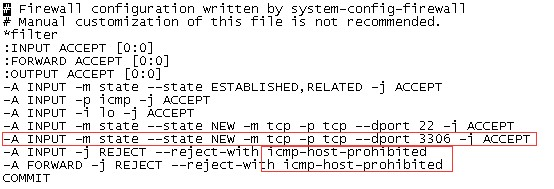 # Firewall configuration written by system-config-firewall
# Manual customization of this file is not recommended.
*filter
:INPUT ACCEPT [0:0]
:FORWARD ACCEPT [0:0]
:OUTPUT ACCEPT [0:0]
-A INPUT -m state --state ESTABLISHED,RELATED -j ACCEPT
-A INPUT -p icmp -j ACCEPT
-A INPUT -i lo -j ACCEPT
-A INPUT -m state --state NEW -m tcp -p tcp --dport 22 -j ACCEPT
-A INPUT -m state --state NEW -m tcp -p tcp --dport 3306 -j ACCEPT
-A INPUT -j REJECT --reject-with icmp-host-prohibited
-A FORWARD -j REJECT --reject-with icmp-host-prohibited
COMMIT